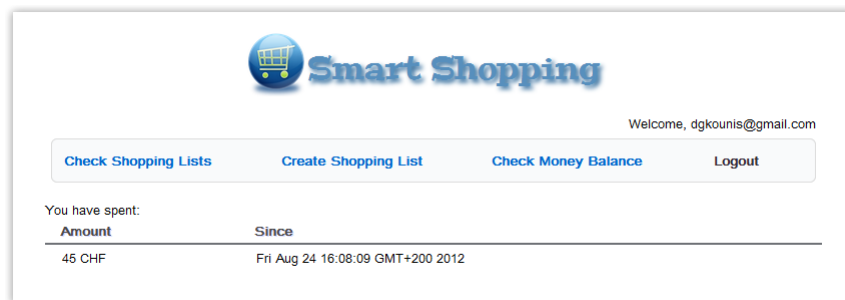 Smart Shopping
Welcome, dgkounis@gmail.com
Check Shopping Lists Create Shopping List Check Money Balance Logout
You have spent:
Amount Since
45 CHF Fri Aug 24 16:08:09 GMT+200 2012